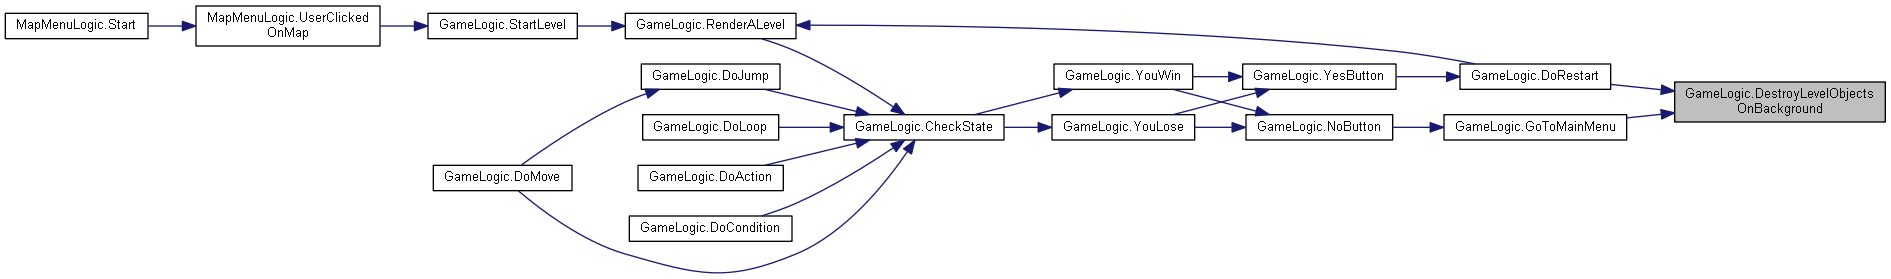 MapMenuLogic.Start
MapMenuLogic.UserClicked
OnMap
GameLogic.StartLevel
GameLogic.RenderALevel
GameLogic.DoJump
GameLogic.YouWin
GameLogic.YesButton
GameLogic.DoRestart
GameLogic.DestroyLevelObjects
OnBackground
GameLogic.DoLoop
GameLogic.CheckState
GameLogic.YouLose
GameLogic.NoButton
GameLogic.GoToMainMenu
GameLogic.DoMove
GameLogic.DoAction
GameLogic.DoCondition